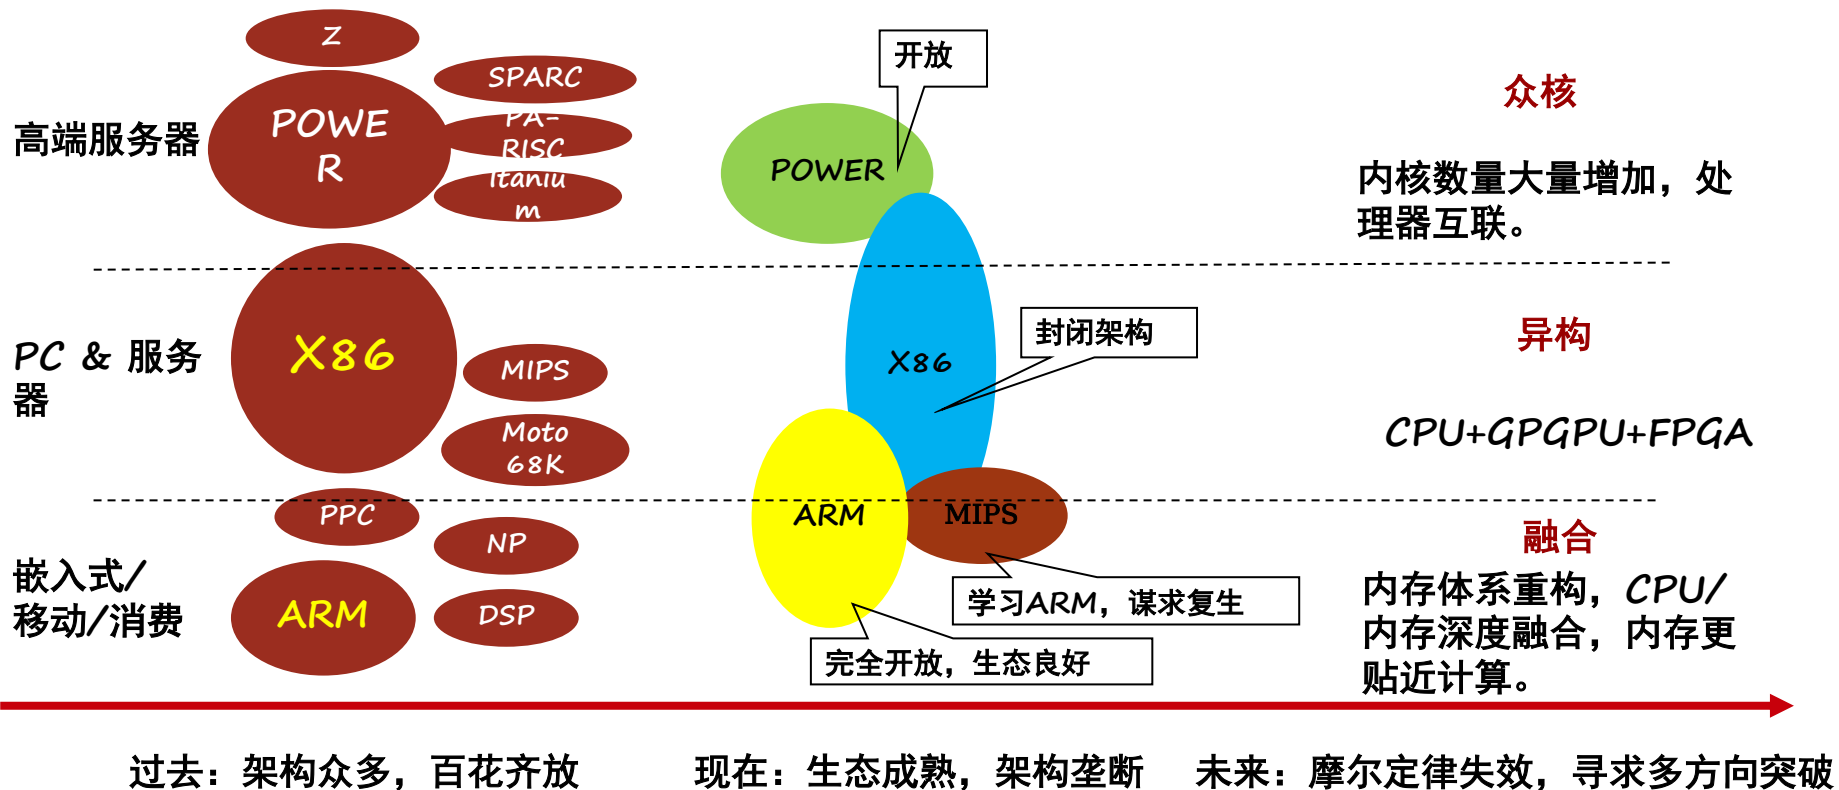 Z
SPARC
高端服务器
POWE
R
PA-
RISC
Itaniu
m
开放
POWER
众核
内核数量大量增加，处
理器互联。
PC & 服务
器
X86
MIPS
Moto
68K
封闭架构
X86
异构
CPU+GPGPU+FPGA
嵌入式/
移动/消费
PPC
NP
ARM
DSP
ARM
MIPS
学习ARM，谋求复生
完全开放，生态良好
融合
内存体系重构，CPU/
内存深度融合，内存更
贴近计算。
过去：架构众多，百花齐放
现在：生态成熟，架构垄断
未来：摩尔定律失效，寻求多方向突破